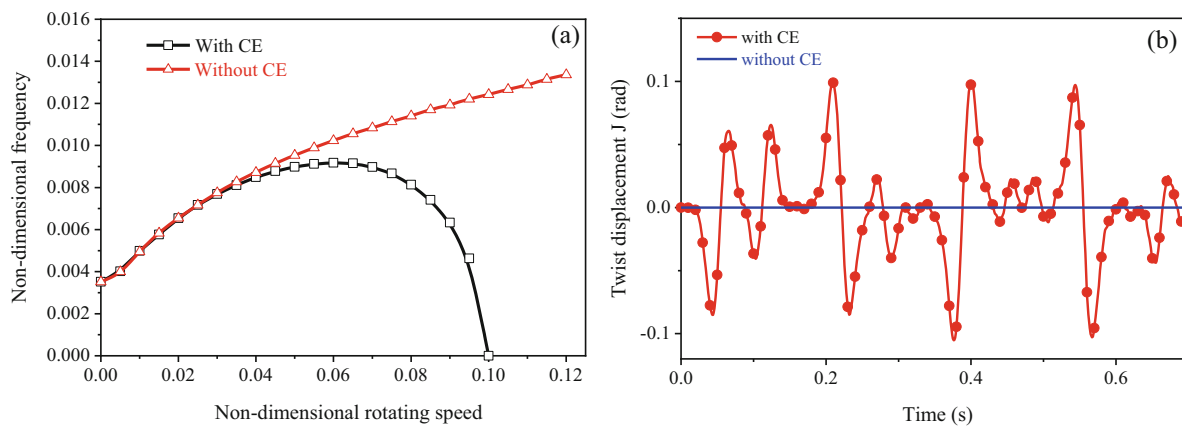 (a)
With CE
Without CE
0.016
0.014
0.012
0.010
0.008
0.006
0.004
0.002
0.000
Non-dimensional frequency
0.00 0.02 0.04 0.06 0.08 0.10 0.12
Non-dimensional rotating speed
(b)
with CE
without CE
0.1
0.0
-0.1
Twist displacement J (rad)
0.0 0.2 0.4 0.6
Time (s)